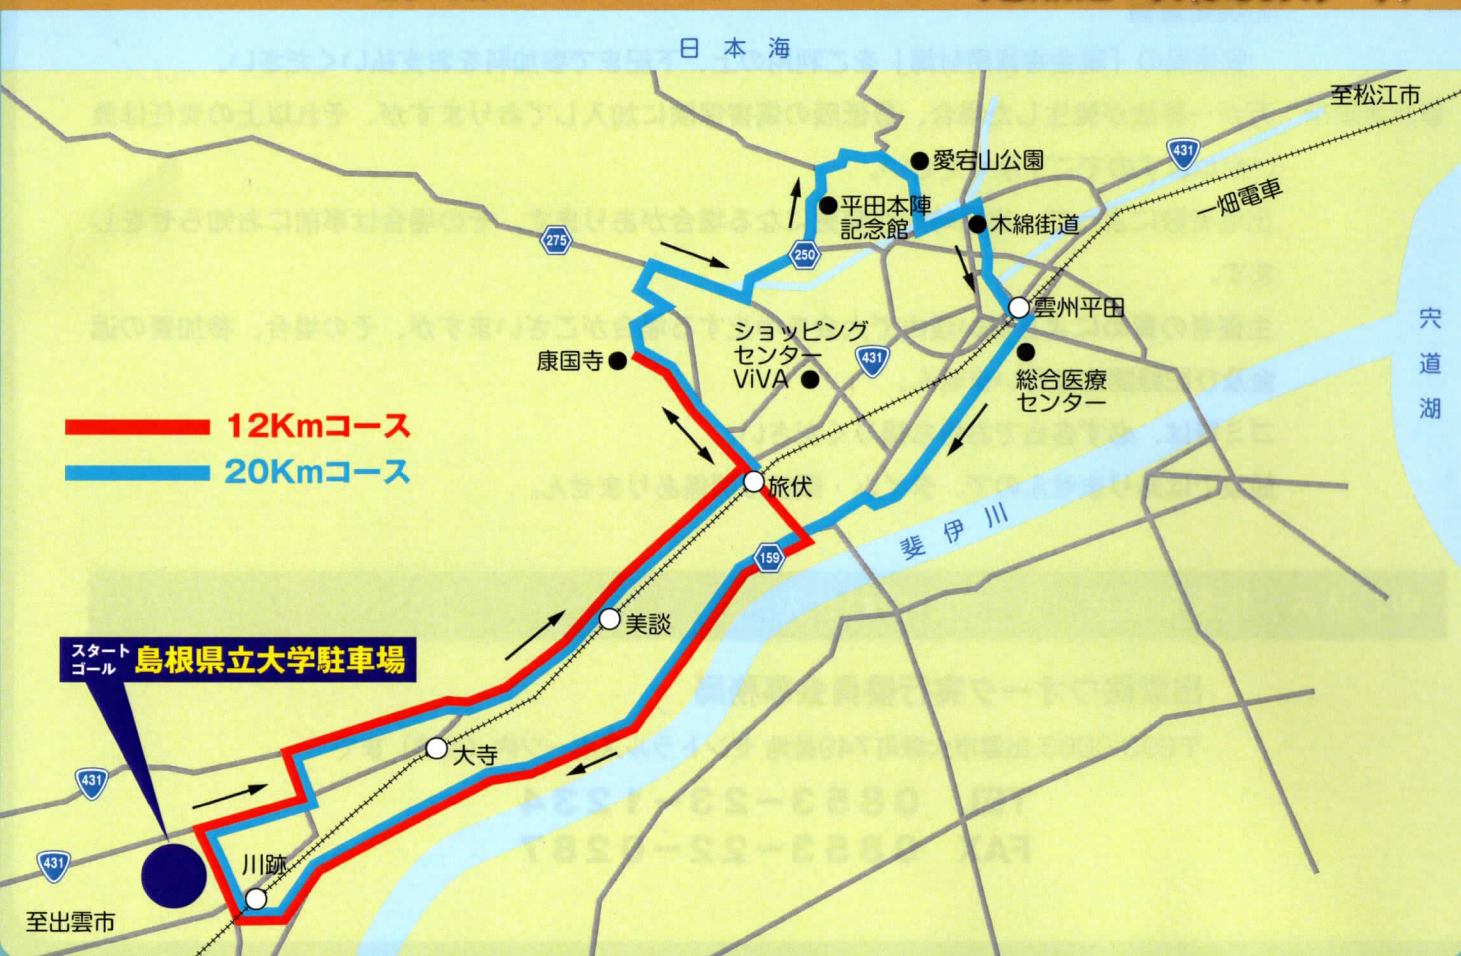 日本海
至松江市
431
愛宕山公園
一畑電車
平田本陣
記念館
木綿街道
275
250
雲州平田
宍道湖
ショッピング
センター
ViVA
431
康国寺
総合医療
センター
12Kmコース
20Kmコース
旅伏
斐伊川
159
美談
スタート
ゴール
島根県立大学駐車場
大寺
431
川跡
431
至出雲市